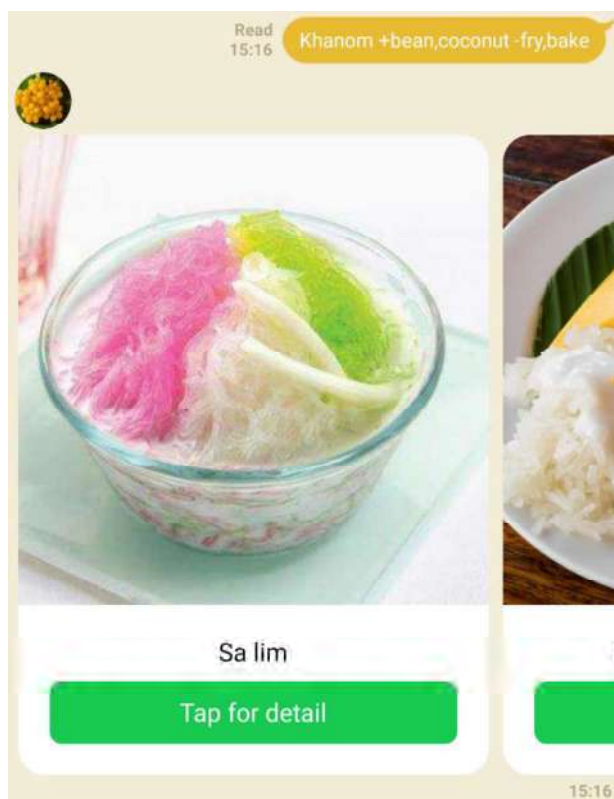 Read
15:16
Khanom +bean,coconut -fry,bake
Sa lim
Tap for detail
15:16